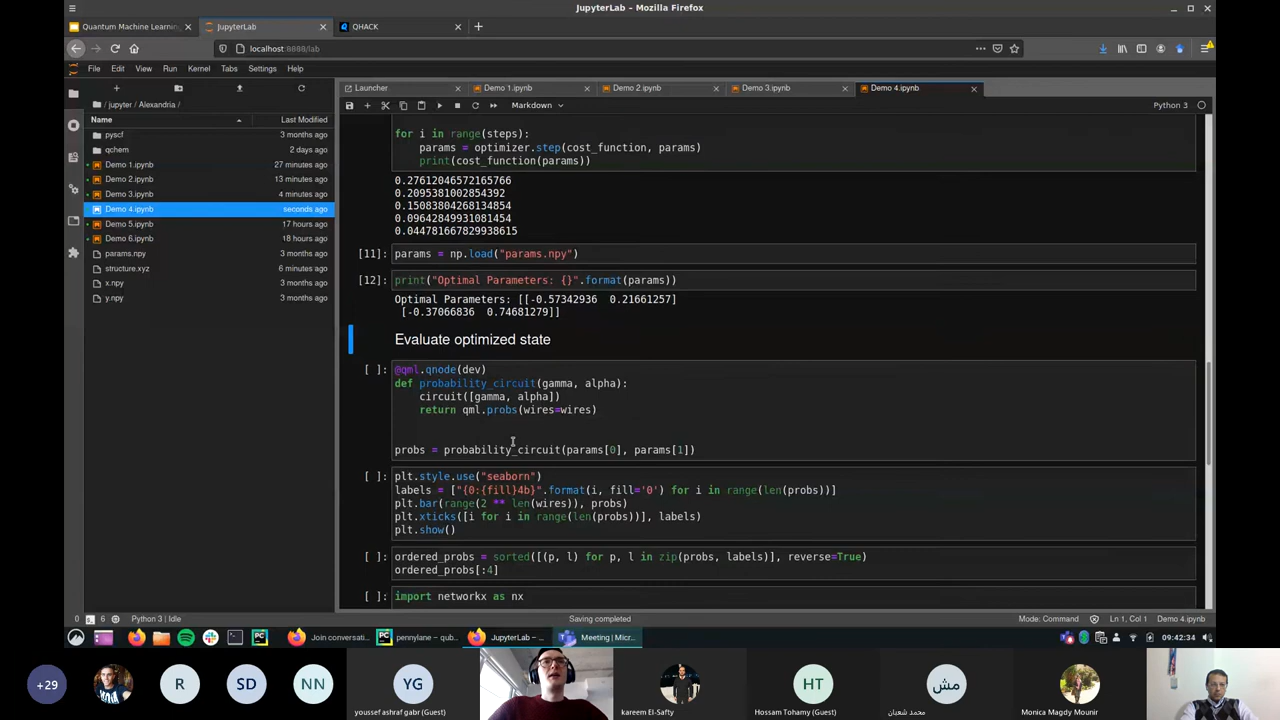 JupyterLab – Mozilla Firefox
Quantum Machine Learning
JupyterLab
QHACK
localhost:8888/lab
File Edit View Run Kernel Tabs Settings Help
Launcher
Demo 1.ipynb
Demo 2.ipynb
Demo 3.ipynb
Demo 4.ipynb
Markdown
Python 3
/ jupyter / Alexandria /
Name Last Modified
pyscf 3 months ago
qchem 2 days ago
Demo 1.ipynb 27 minutes ago
Demo 2.ipynb 13 minutes ago
Demo 3.ipynb 4 minutes ago
Demo 4.ipynb seconds ago
Demo 5.ipynb 17 hours ago
Demo 6.ipynb 18 hours ago
params.npy 3 months ago
structure.xyz 6 minutes ago
x.npy 3 months ago
y.npy 3 months ago
for i in range(steps):
params = optimizer.step(cost_function, params)
print(cost_function(params))
0.27612046572165766
0.2095381002854392
0.15083804268134854
0.09642849931081454
0.044781667829938615
[11]: params = np.load("params.npy")
[12]: print("Optimal Parameters: {}".format(params))
Optimal Parameters: [[-0.57342936 0.21661257]
[-0.37066836 0.74681279]]
Evaluate optimized state
[ ]: @qml.qnode(dev)
def probability_circuit(gamma, alpha):
circuit([gamma, alpha])
return qml.probs(wires=wires)
probs = probability_circuit(params[0], params[1])
[ ]: plt.style.use("seaborn")
labels = ["{0:{fill}4b}".format(i, fill='0') for i in range(len(probs))]
plt.bar(range(2 ** len(wires)), probs)
plt.xticks([i for i in range(len(probs))], labels)
plt.show()
[ ]: ordered_probs = sorted([(p, l) for p, l in zip(probs, labels)], reverse=True)
ordered_probs[:4]
[ ]: import networkx as nx
0 6 Python 3 | Idle
Saving completed
Mode: Command
Ln 1, Col 1
Demo 4.ipynb
Join conversati...
pennylane – qub...
JupyterLab – ...
Meeting | Micr...
09:42:34
+29
R
SD
NN
YG
youssef ashraf gabr (Guest)
kareem El-Safty
HT
Hossam Tohamy (Guest)
مش
محمد شعبان
Monica Magdy Mounir